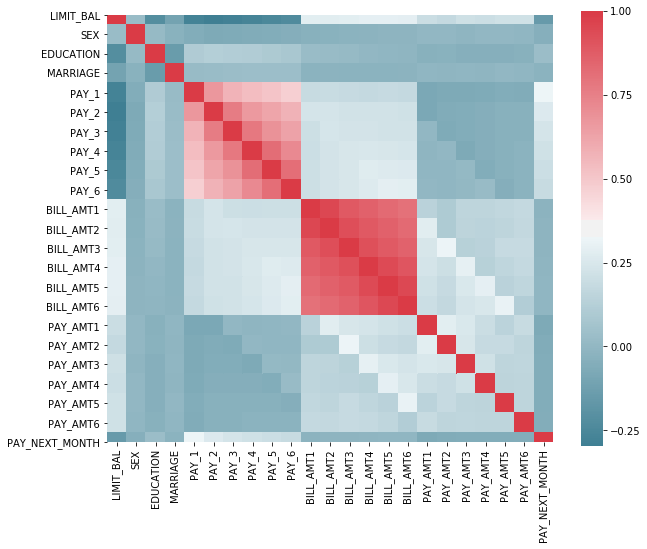 LIMIT_BAL
SEX
EDUCATION
MARRIAGE
PAY_1
PAY_2
PAY_3
PAY_4
PAY_5
PAY_6
BILL_AMT1
BILL_AMT2
BILL_AMT3
BILL_AMT4
BILL_AMT5
BILL_AMT6
PAY_AMT1
PAY_AMT2
PAY_AMT3
PAY_AMT4
PAY_AMT5
PAY_AMT6
PAY_NEXT_MONTH
LIMIT_BAL
SEX
EDUCATION
MARRIAGE
PAY_1
PAY_2
PAY_3
PAY_4
PAY_5
PAY_6
BILL_AMT1
BILL_AMT2
BILL_AMT3
BILL_AMT4
BILL_AMT5
BILL_AMT6
PAY_AMT1
PAY_AMT2
PAY_AMT3
PAY_AMT4
PAY_AMT5
PAY_AMT6
PAY_NEXT_MONTH
1.00
0.75
0.50
0.25
0.00
−0.25